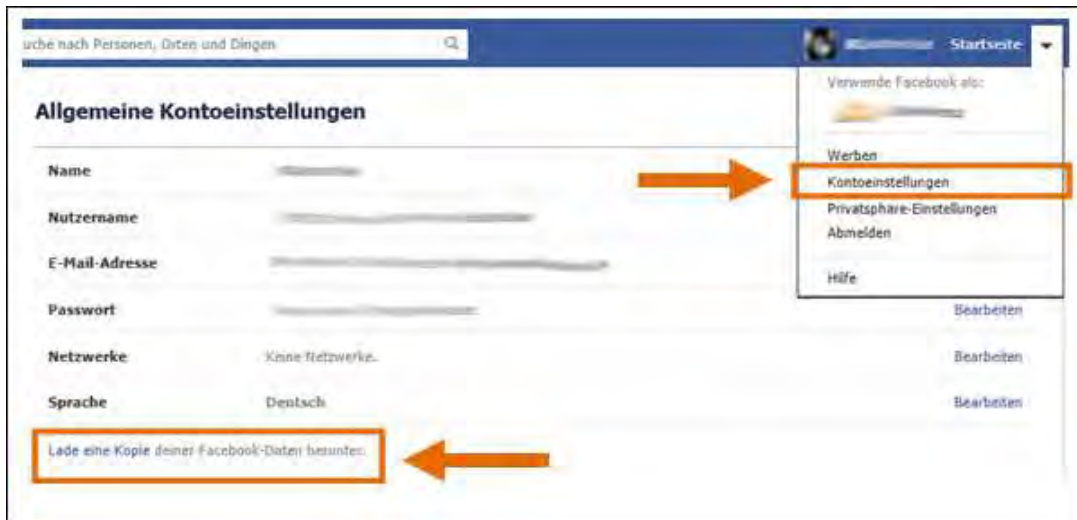 uche nach Personen, Orten und Dingen
Startseite
Verwende Facebook als:
Allgemeine Kontoeinstellungen
Werben
Name
Kontoeinstellungen
Privatsphäre-Einstellungen
Nutzername
Abmelden
E-Mail-Adresse
Hilfe
Passwort Bearbeiten
Netzwerke Keine Netzwerke. Bearbeiten
Sprache Deutsch Bearbeiten
Lade eine Kopie deiner Facebook-Daten herunter.